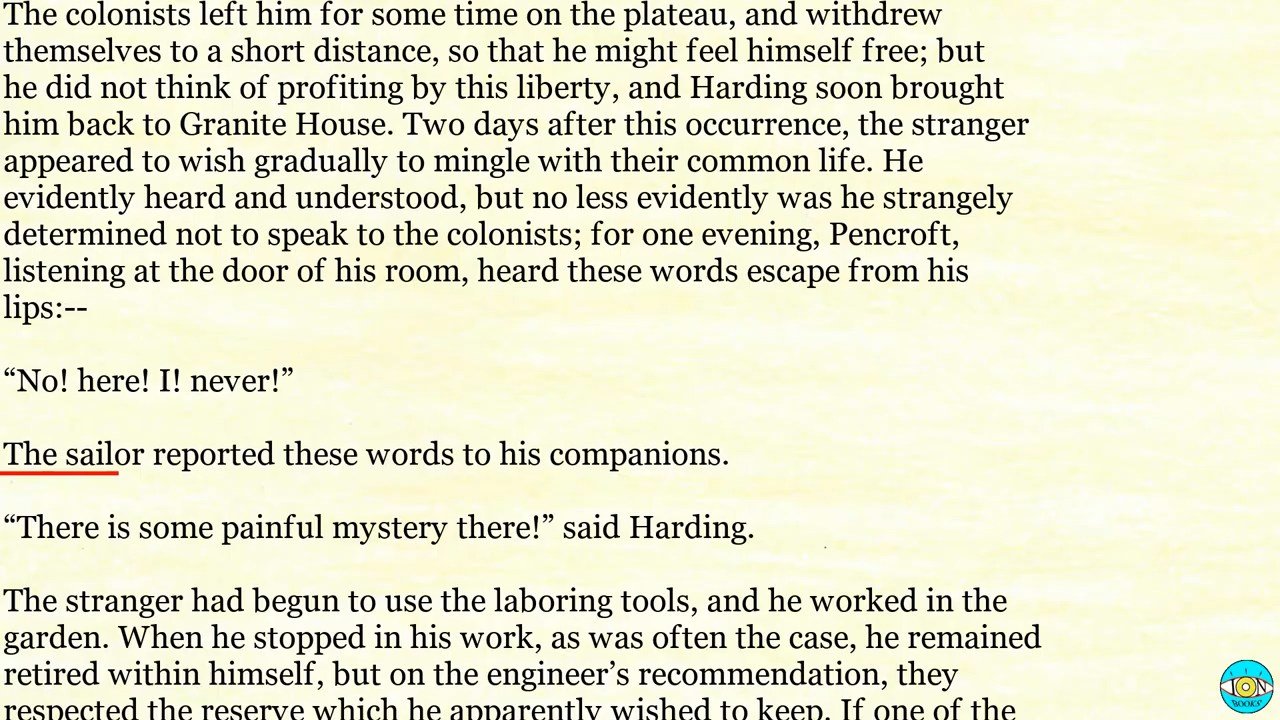 The colonists left him for some time on the plateau, and withdrew
themselves to a short distance, so that he might feel himself free; but
he did not think of profiting by this liberty, and Harding soon brought
him back to Granite House. Two days after this occurrence, the stranger
appeared to wish gradually to mingle with their common life. He
evidently heard and understood, but no less evidently was he strangely
determined not to speak to the colonists; for one evening, Pencroft,
listening at the door of his room, heard these words escape from his
lips:--
“No! here! I! never!”
The sailor reported these words to his companions.
“There is some painful mystery there!” said Harding.
The stranger had begun to use the laboring tools, and he worked in the
garden. When he stopped in his work, as was often the case, he remained
retired within himself, but on the engineer’s recommendation, they
respected the reserve which he apparently wished to keep. If one of the
ION
BOOKS